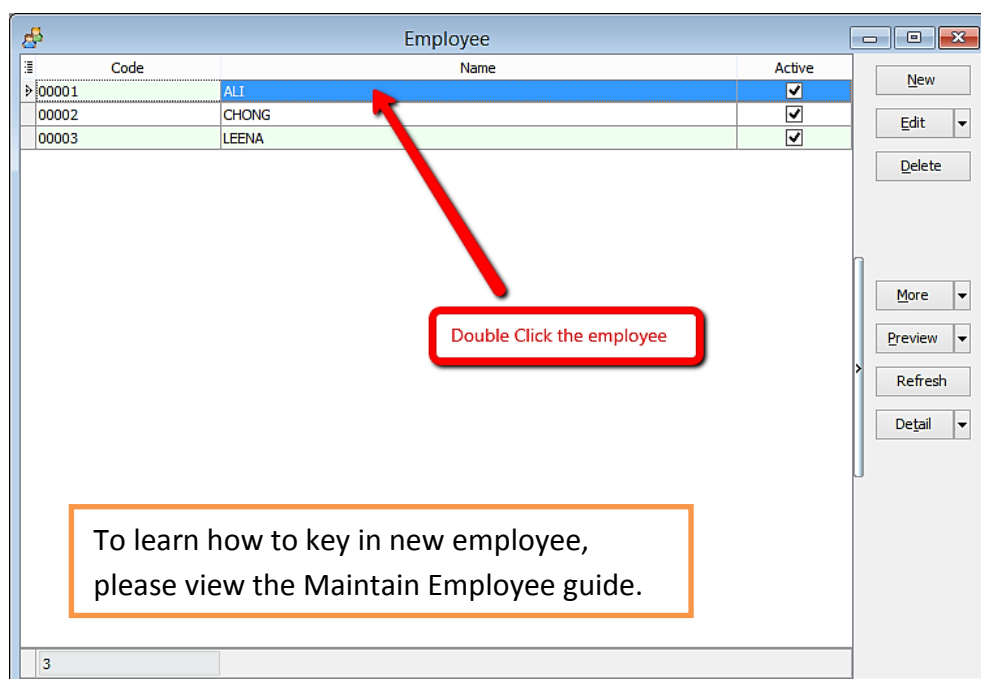 Employee
Code Name Active
00001 ALI
00002 CHONG
00003 LEENA
New
Edit
Delete
More
Preview
Refresh
Detail
Double Click the employee
To learn how to key in new employee,
please view the Maintain Employee guide.
3